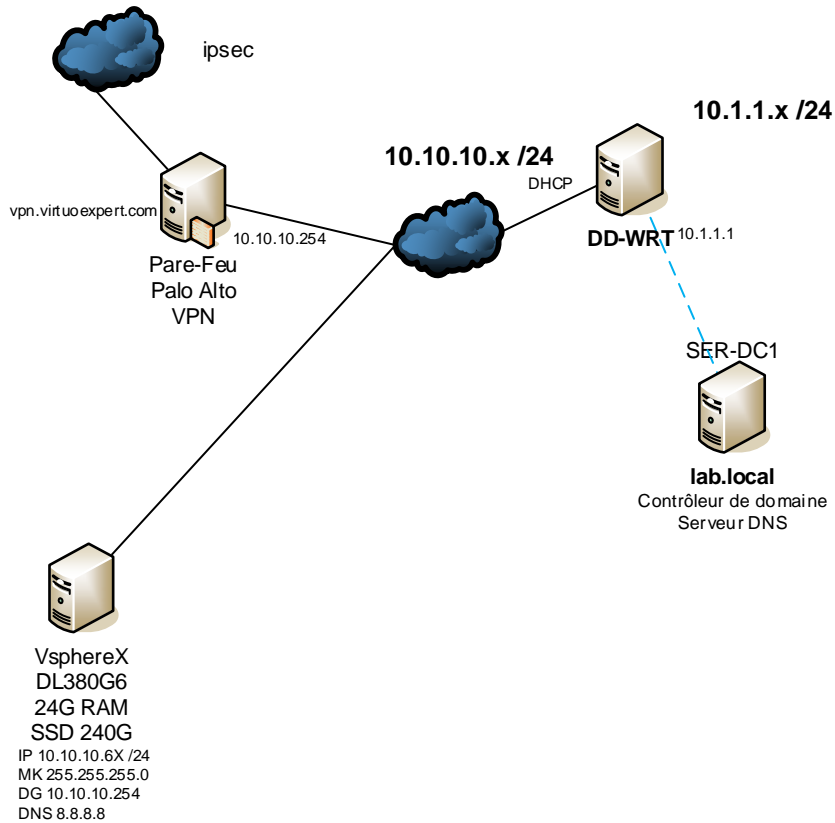 ipsec
10.1.1.x /24
10.10.10.x /24
DHCP
vpn.virtuoexpert.com
10.10.10.254
Pare-Feu
Palo Alto
VPN
DD-WRT
10.1.1.1
SER-DC1
lab.local
Contrôleur de domaine
Serveur DNS
VsphereX
DL380G6
24G RAM
SSD 240G
IP 10.10.10.6X /24
MK 255.255.255.0
DG 10.10.10.254
DNS 8.8.8.8